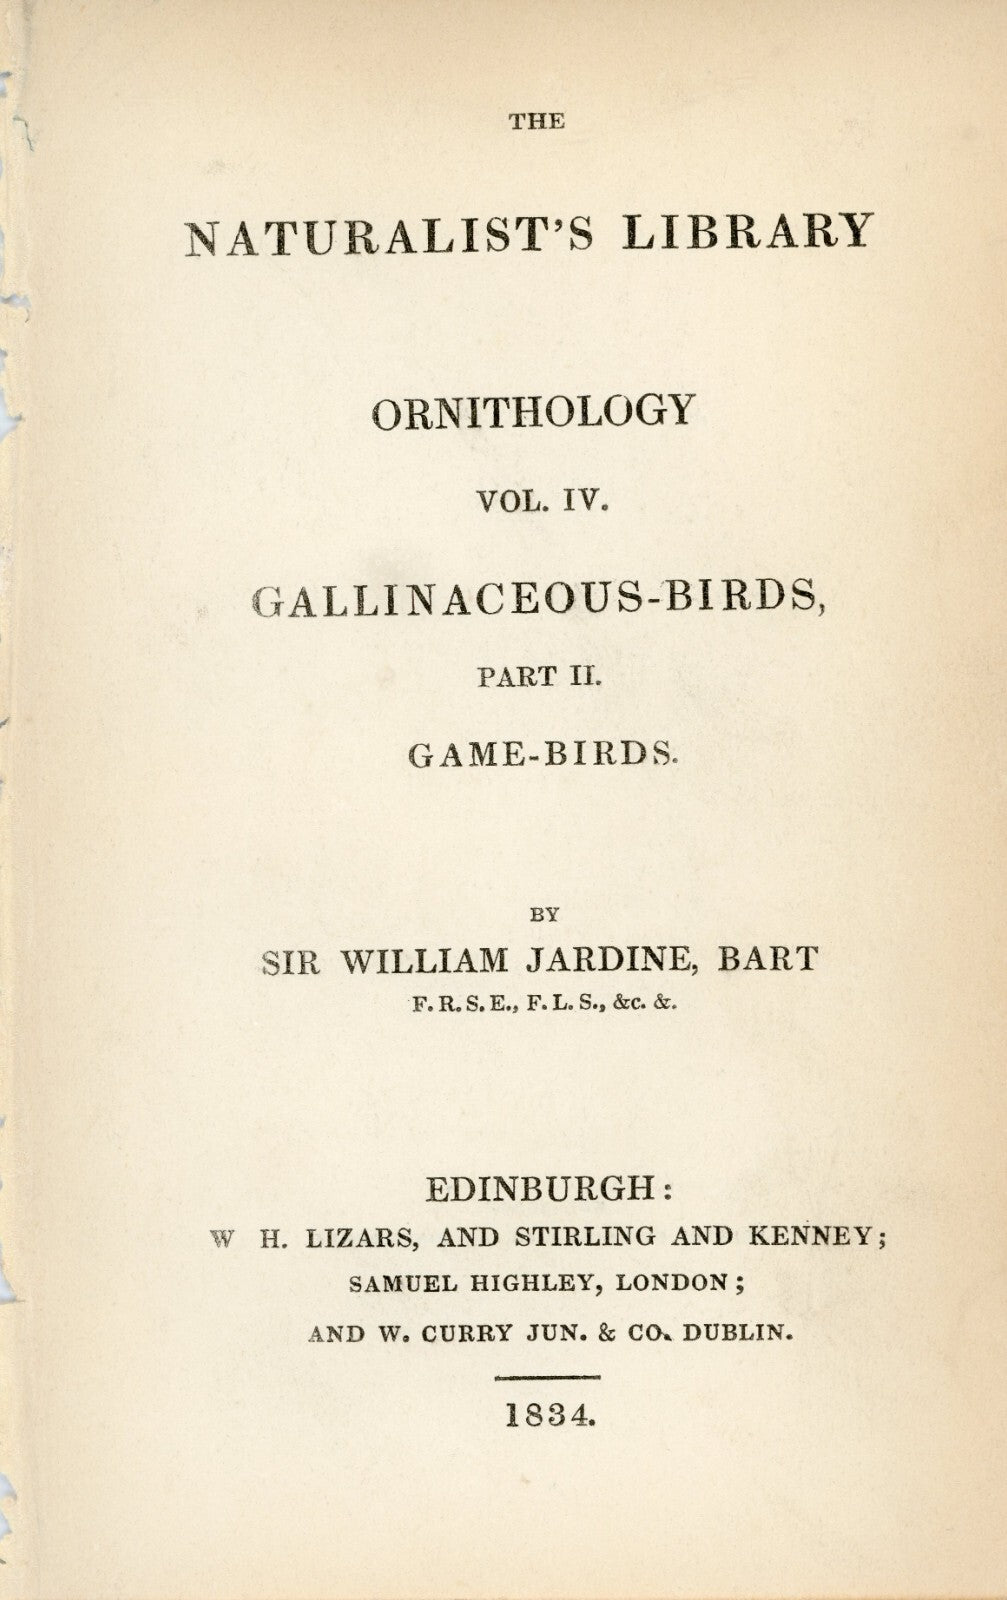 THE
NATURALIST'S LIBRARY
ORNITHOLOGY
VOL. IV.
GALLINACEOUS-BIRDS,
PART II.
GAME-BIRDS.
BY
SIR WILLIAM JARDINE, BART
F. R. S. E., F. L. S., &c. &.
EDINBURGH:
W H. LIZARS, AND STIRLING AND KENNEY;
SAMUEL HIGHLEY, LONDON;
AND W. CURRY JUN. & CO. DUBLIN.
1834.